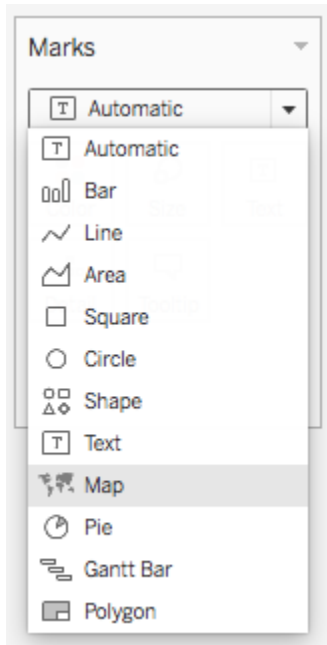 Marks
Automatic
Automatic
Bar
Line
Area
Square
Circle
Shape
Text
Map
Pie
Gantt Bar
Polygon